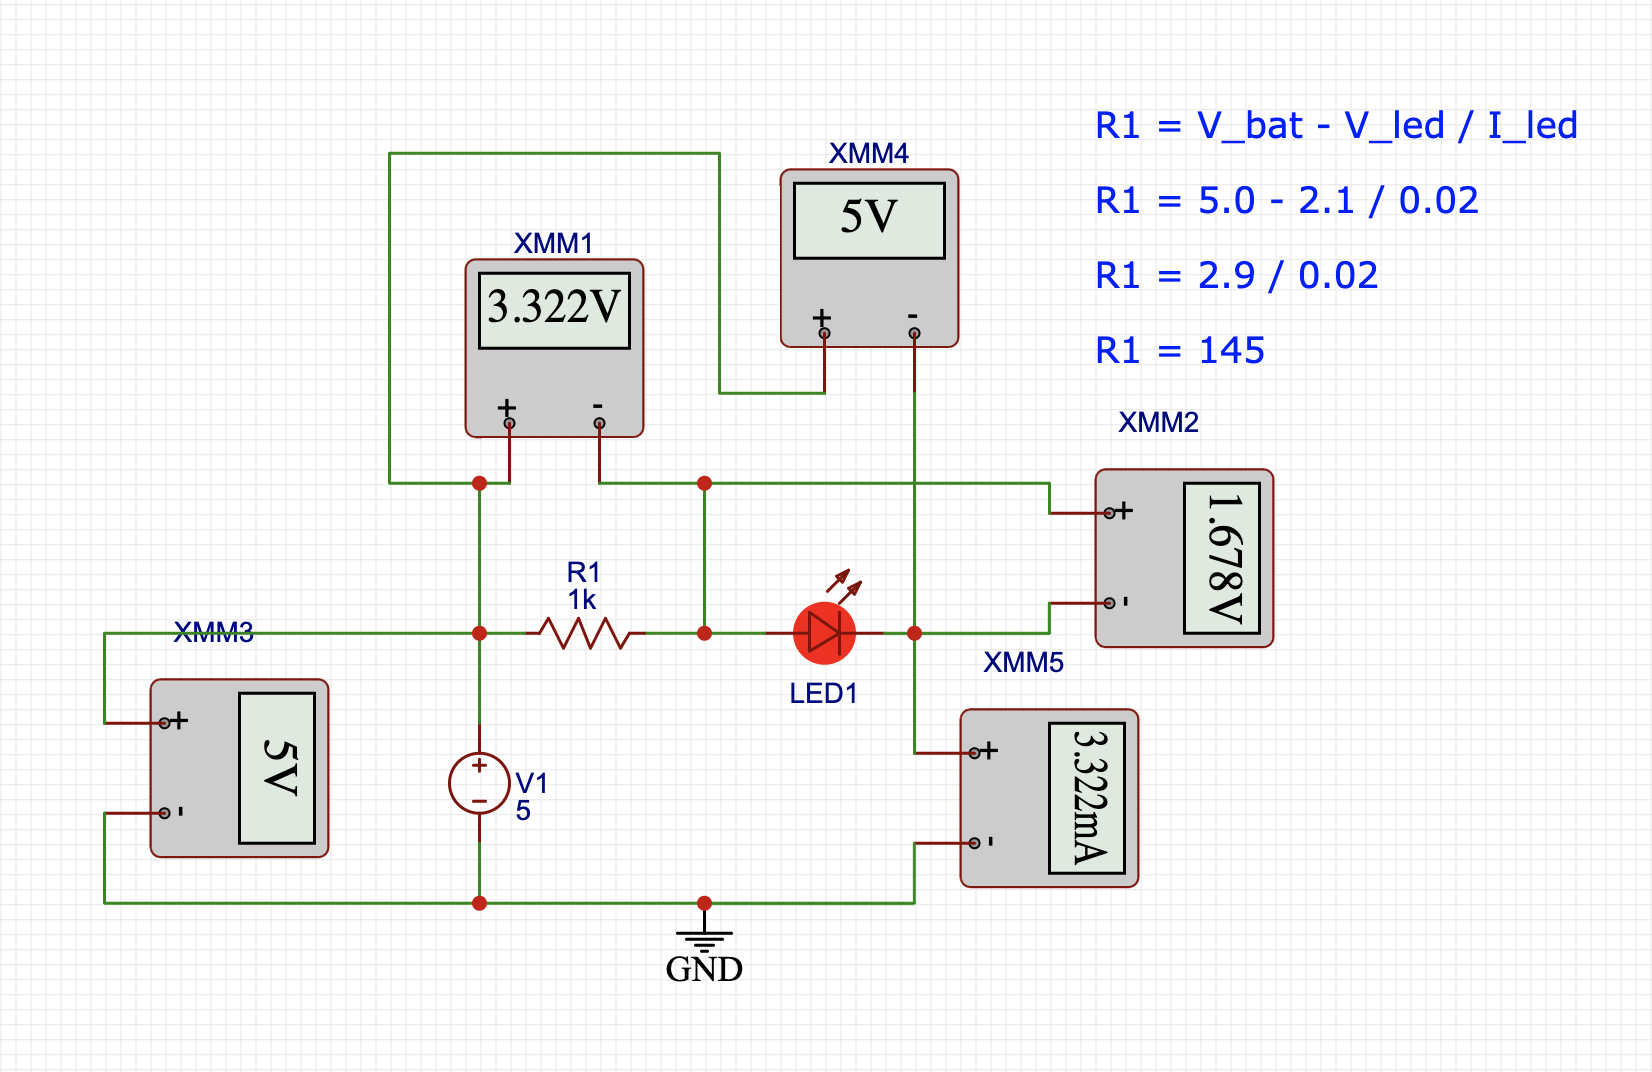 XMM4
5V
+ -
XMM1
3.322V
+ -
R1 = V_bat - V_led / I_led
R1 = 5.0 - 2.1 / 0.02
R1 = 2.9 / 0.02
R1 = 145
XMM2
+
1.678V
-
R1
1k
LED1
XMM3
+
5V
-
V1
5
+
-
XMM5
+
3.322mA
-
GND